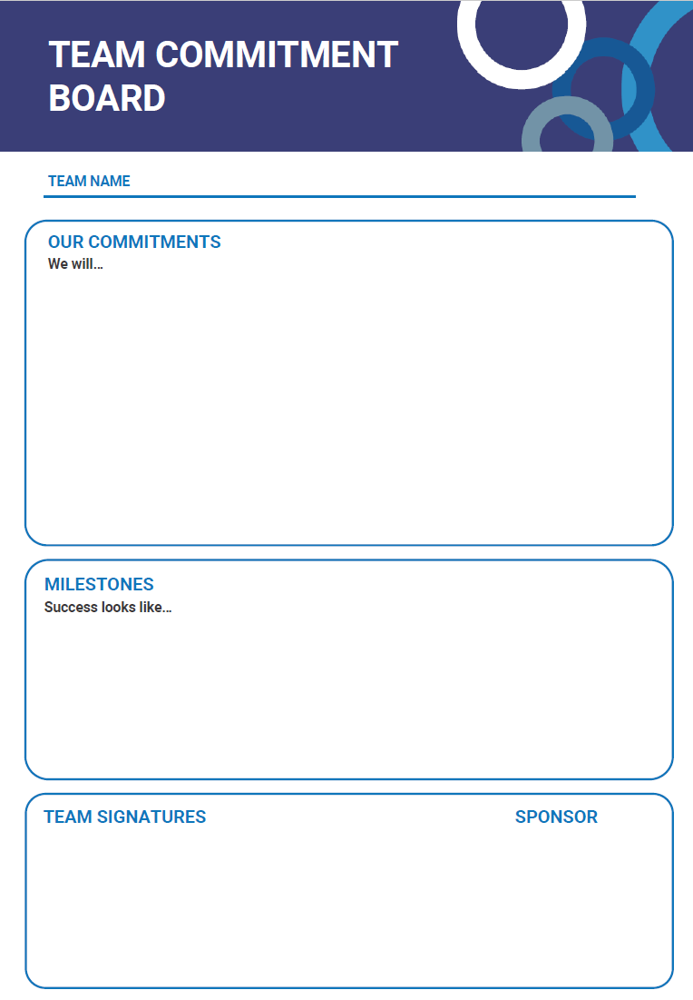 TEAM COMMITMENT
BOARD
TEAM NAME
OUR COMMITMENTS
We will...
MILESTONES
Success looks like...
TEAM SIGNATURES
SPONSOR